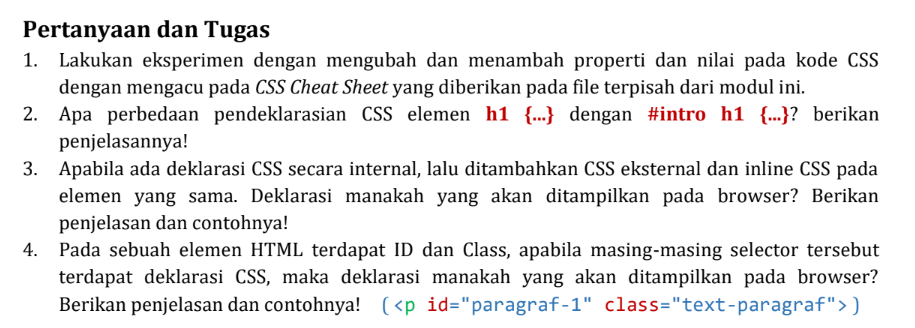 Pertanyaan dan Tugas
1. Lakukan eksperimen dengan mengubah dan menambah properti dan nilai pada kode CSS
dengan mengacu pada CSS Cheat Sheet yang diberikan pada file terpisah dari modul ini.
2. Apa perbedaan pendeklarasian CSS elemen h1 {...} dengan #intro h1 {...}? berikan
penjelasannya!
3. Apabila ada deklarasi CSS secara internal, lalu ditambahkan CSS eksternal dan inline CSS pada
elemen yang sama. Deklarasi manakah yang akan ditampilkan pada browser? Berikan
penjelasan dan contohnya!
4. Pada sebuah elemen HTML terdapat ID dan Class, apabila masing-masing selector tersebut
terdapat deklarasi CSS, maka deklarasi manakah yang akan ditampilkan pada browser?
Berikan penjelasan dan contohnya! (<p id="paragraf-1" class="text-paragraf">)